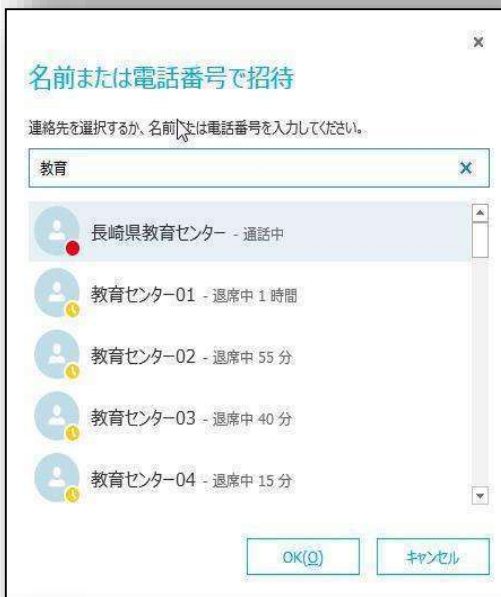 名前または電話番号で招待
連絡先を選択するか、名前または電話番号を入力してください。
教育
長崎県教育センター - 通話中
教育センター01 - 退席中 1 時間
教育センター02 - 退席中 55 分
教育センター03 - 退席中 40 分
教育センター04 - 退席中 15 分
OK(O)
キャンセル